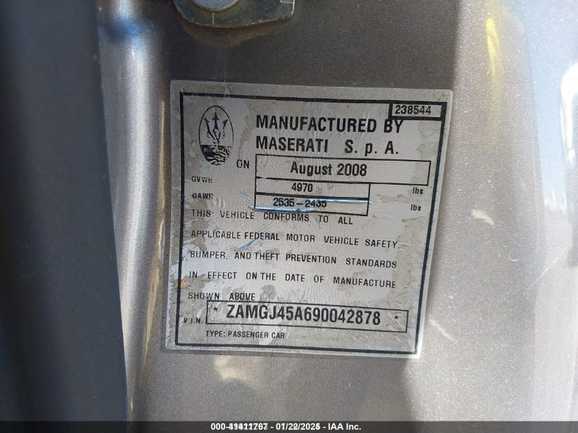 238544
MANUFACTURED BY
MASERATI S. p. A.
ON August 2008
GVWR 4970 lbs
GAWR 2535-2435 lbs
THIS VEHICLE CONFORMS TO ALL
APPLICABLE FEDERAL MOTOR VEHICLE SAFETY,
BUMPER, AND THEFT PREVENTION STANDARDS
IN EFFECT ON THE DATE OF MANUFACTURE
SHOWN ABOVE
V.I.N. * ZAMGJ45A690042878 *
TYPE: PASSENGER CAR
- IAA Inc.